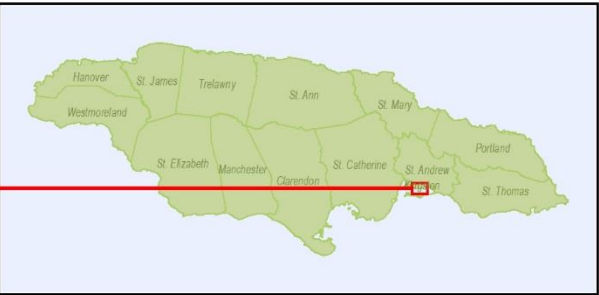 Hanover
St. James
Trelawny
St. Ann
St. Mary
Westmoreland
Portland
St. Elizabeth
Manchester
Clarendon
St. Catherine
St. Andrew
Kingston
St. Thomas